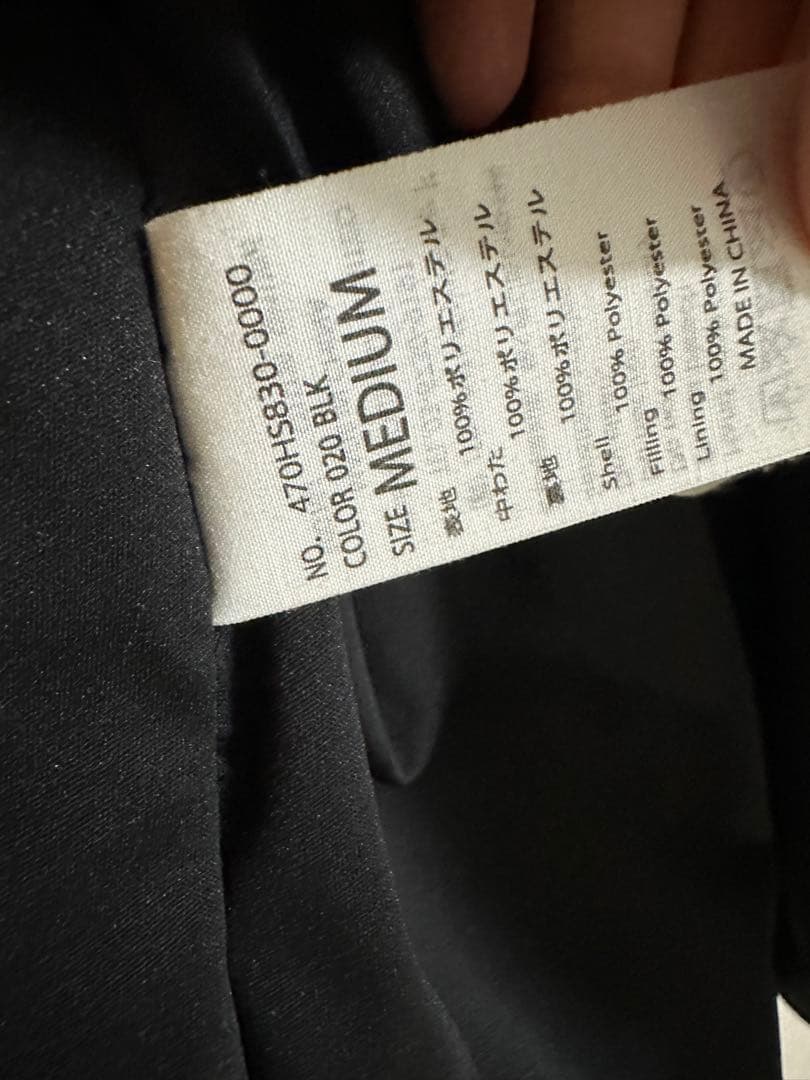 NO. 470HS830-0000
COLOR 020 BLK
SIZE MEDIUM
表地 100%ポリエステル
中わた 100%ポリエステル
裏地 100%ポリエステル
Shell 100% Polyester
Filling 100% Polyester
Lining 100% Polyester
MADE IN CHINA